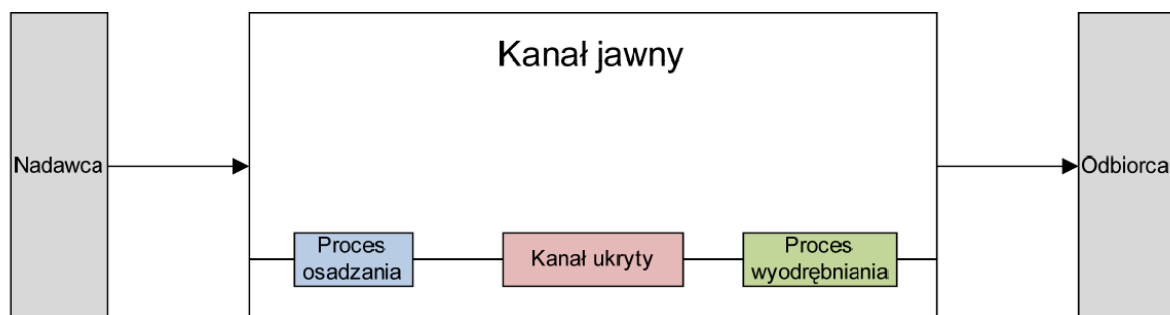 Kanał jawny
Nadawca
Odbiorca
Proces
osadzania
Kanał ukryty
Proces
wyodrębniania